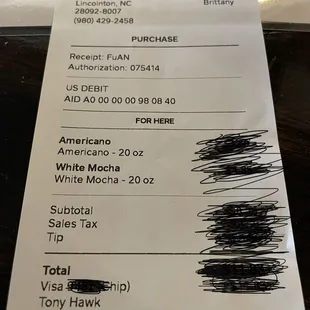 Lincolnton, NC
Brittany
28092-8007
(980) 429-2458
PURCHASE
Receipt: FuAN
Authorization: 075414
US DEBIT
AID A0 00 00 00 98 08 40
FOR HERE
Americano
Americano - 20 oz
White Mocha
White Mocha - 20 oz
Subtotal
Sales Tax
Tip
Total
Visa Chip)
Tony Hawk